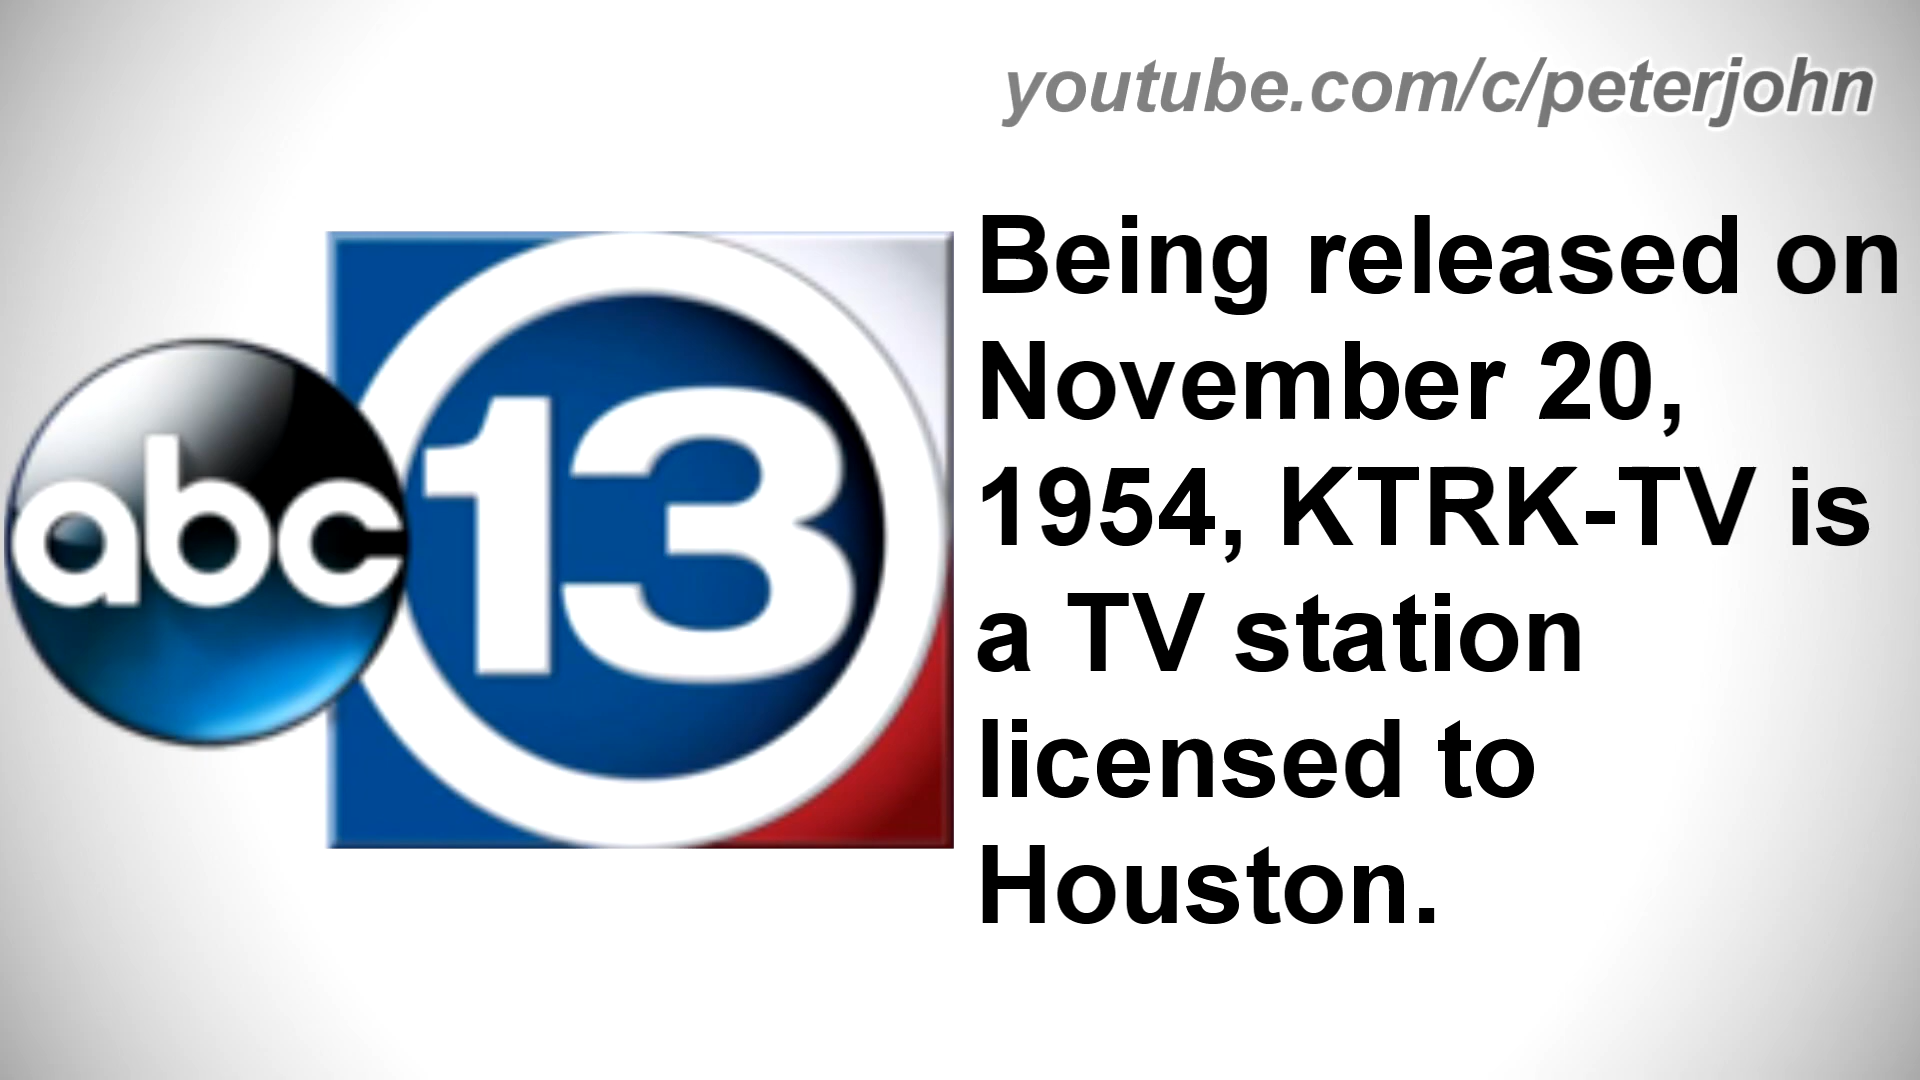 youtube.com/c/peterjohn
Being released on
November 20,
1954, KTRK-TV is
a TV station
licensed to
Houston.
abc
13